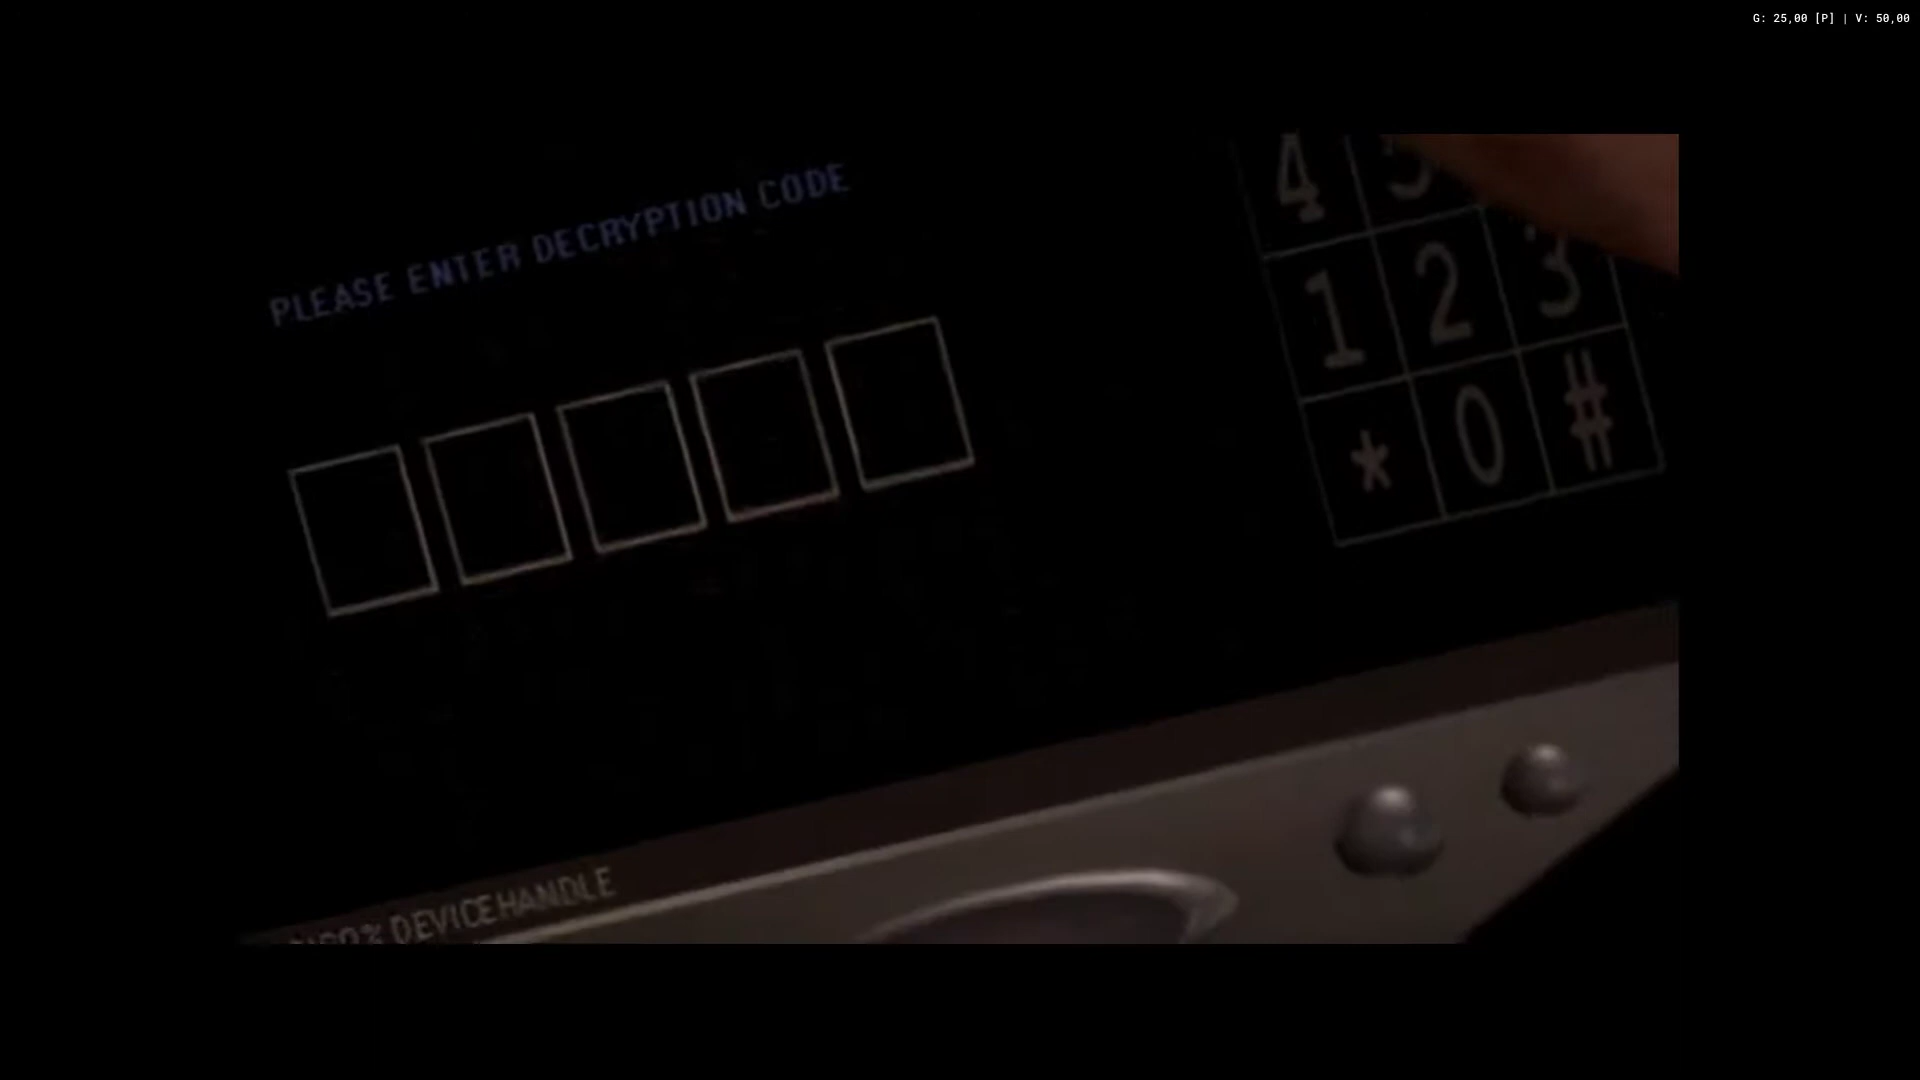 G: 25,00 [P] | V: 50,00
PLEASE ENTER DECRYPTION CODE
4
1 2 3
* 0 #
DEVICE HANDLE